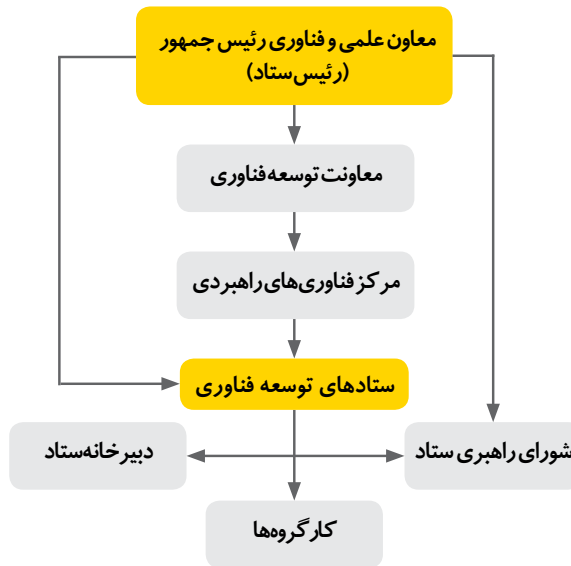 معاون علمی و فناوری رئیس جمهور
(رئیس ستاد)
معاونت توسعه فناوری
مرکز فناوری‌های راهبردی
ستادهای توسعه فناوری
شورای راهبری ستاد
دبیرخانه ستاد
کارگروه‌ها